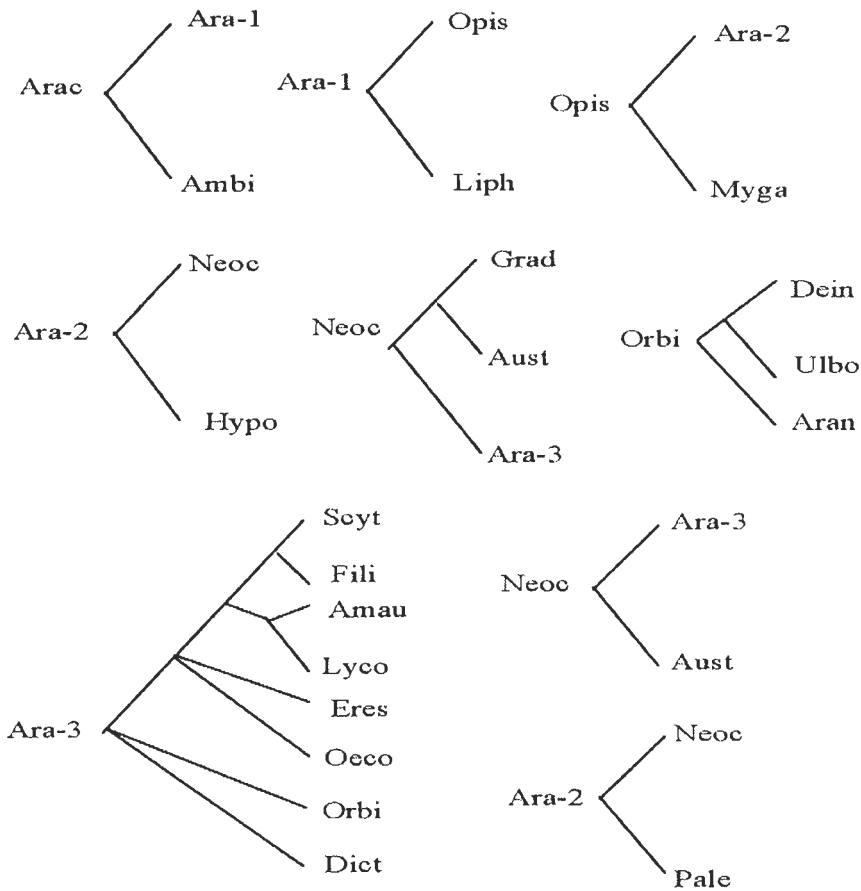 Ara-1
Arac
Ambi
Opis
Ara-1
Liph
Ara-2
Opis
Myga
Neoc
Ara-2
Hypo
Grad
Neoc
Aust
Ara-3
Dein
Orbi
Ulbo
Aran
Scyt
Fili
Amau
Lyco
Eres
Ara-3
Oeco
Orbi
Dict
Ara-3
Neoc
Aust
Neoc
Ara-2
Pale